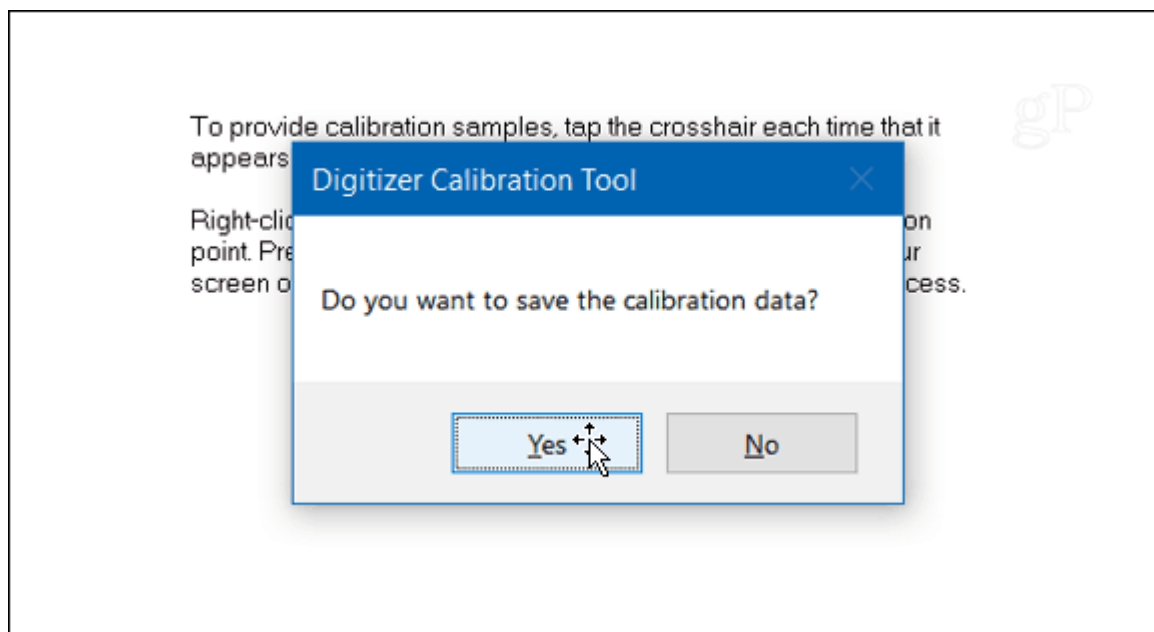 gP
To provide calibration samples, tap the crosshair each time that it
appears
Digitizer Calibration Tool
Right-clic on
point. Pre ur
screen o cess.
Do you want to save the calibration data?
Yes
No